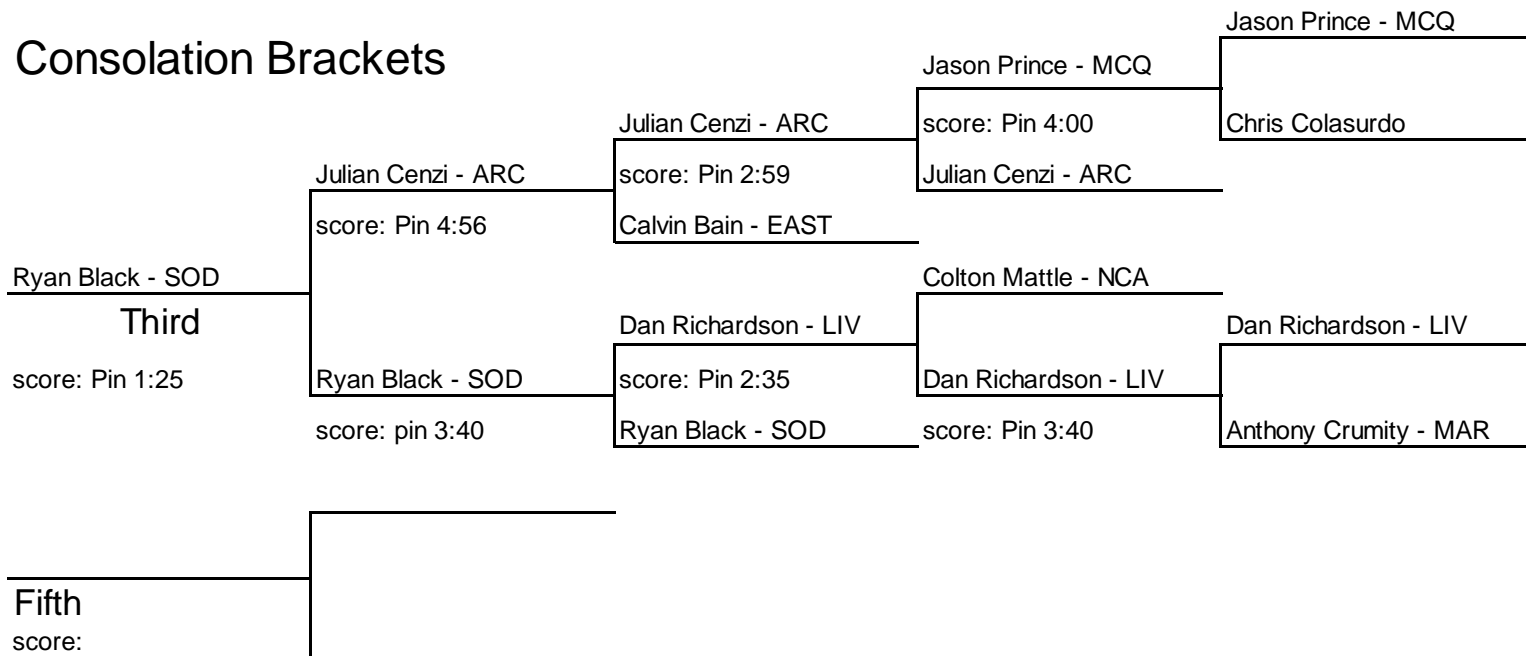 Consolation Brackets
Jason Prince - MCQ
Jason Prince - MCQ
Julian Cenzi - ARC
score: Pin 4:00
Chris Colasurdo
Julian Cenzi - ARC
score: Pin 2:59
Julian Cenzi - ARC
score: Pin 4:56
Calvin Bain - EAST
Ryan Black - SOD
Colton Mattle - NCA
Third
Dan Richardson - LIV
Dan Richardson - LIV
score: Pin 1:25
Ryan Black - SOD
score: Pin 2:35
Dan Richardson - LIV
score: pin 3:40
Ryan Black - SOD
score: Pin 3:40
Anthony Crumity - MAR
Fifth
score: